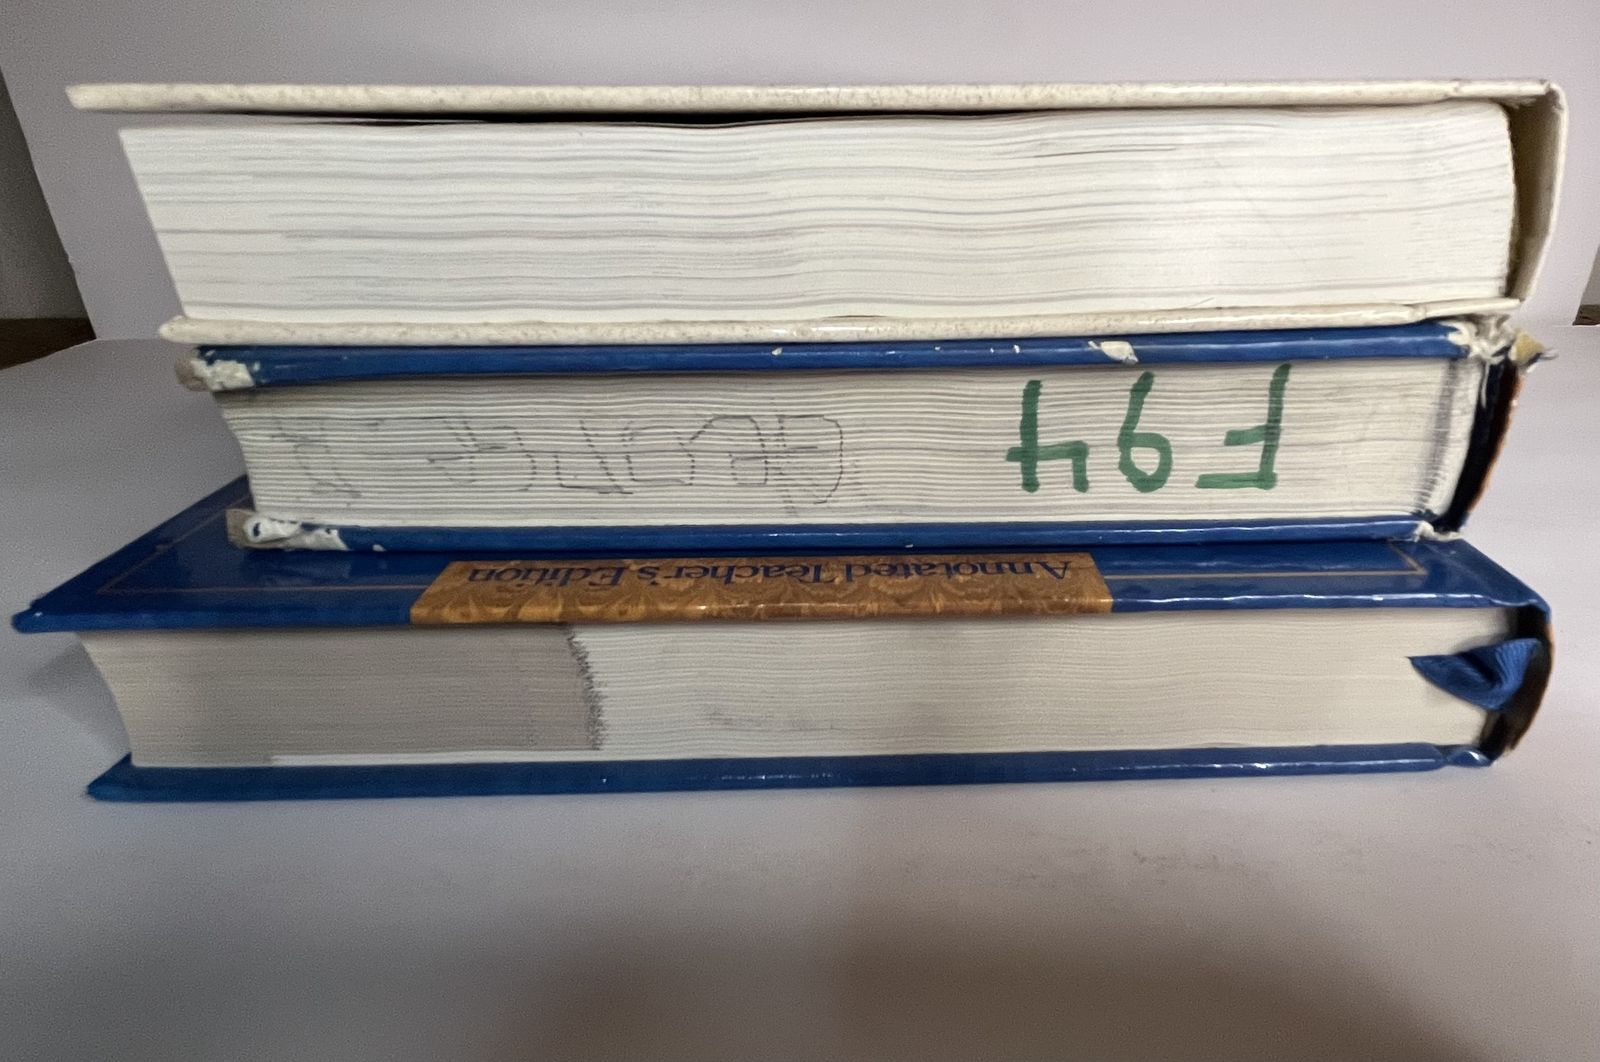 F94
Annotated Teacher's Edition